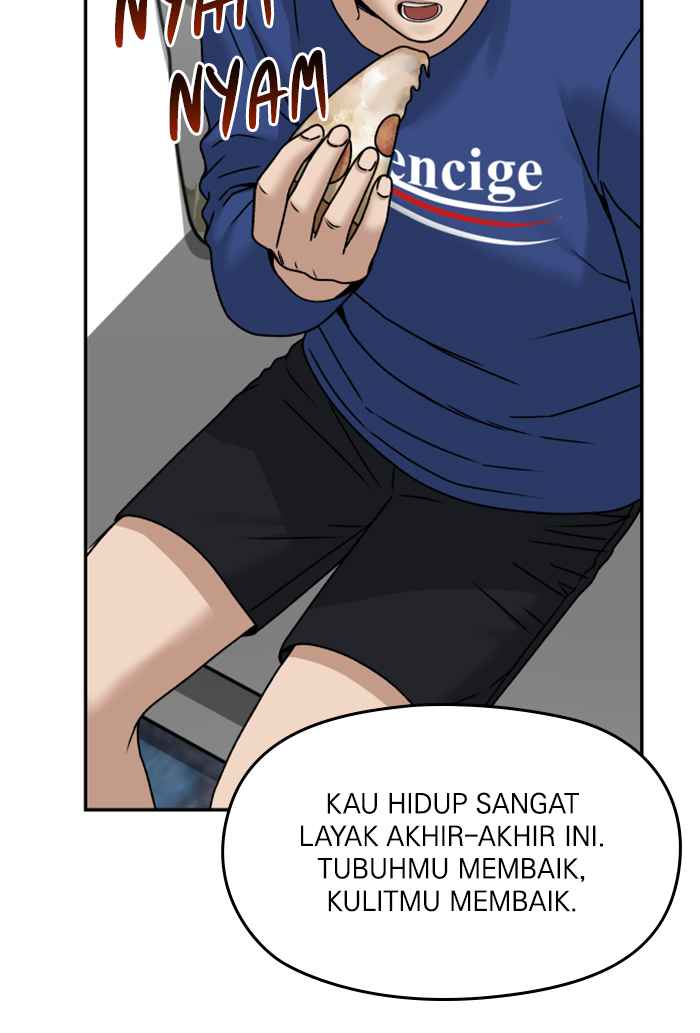 NYAM
NYAM
encige
KAU HIDUP SANGAT
LAYAK AKHIR-AKHIR INI.
TUBUHMU MEMBAIK,
KULITMU MEMBAIK.